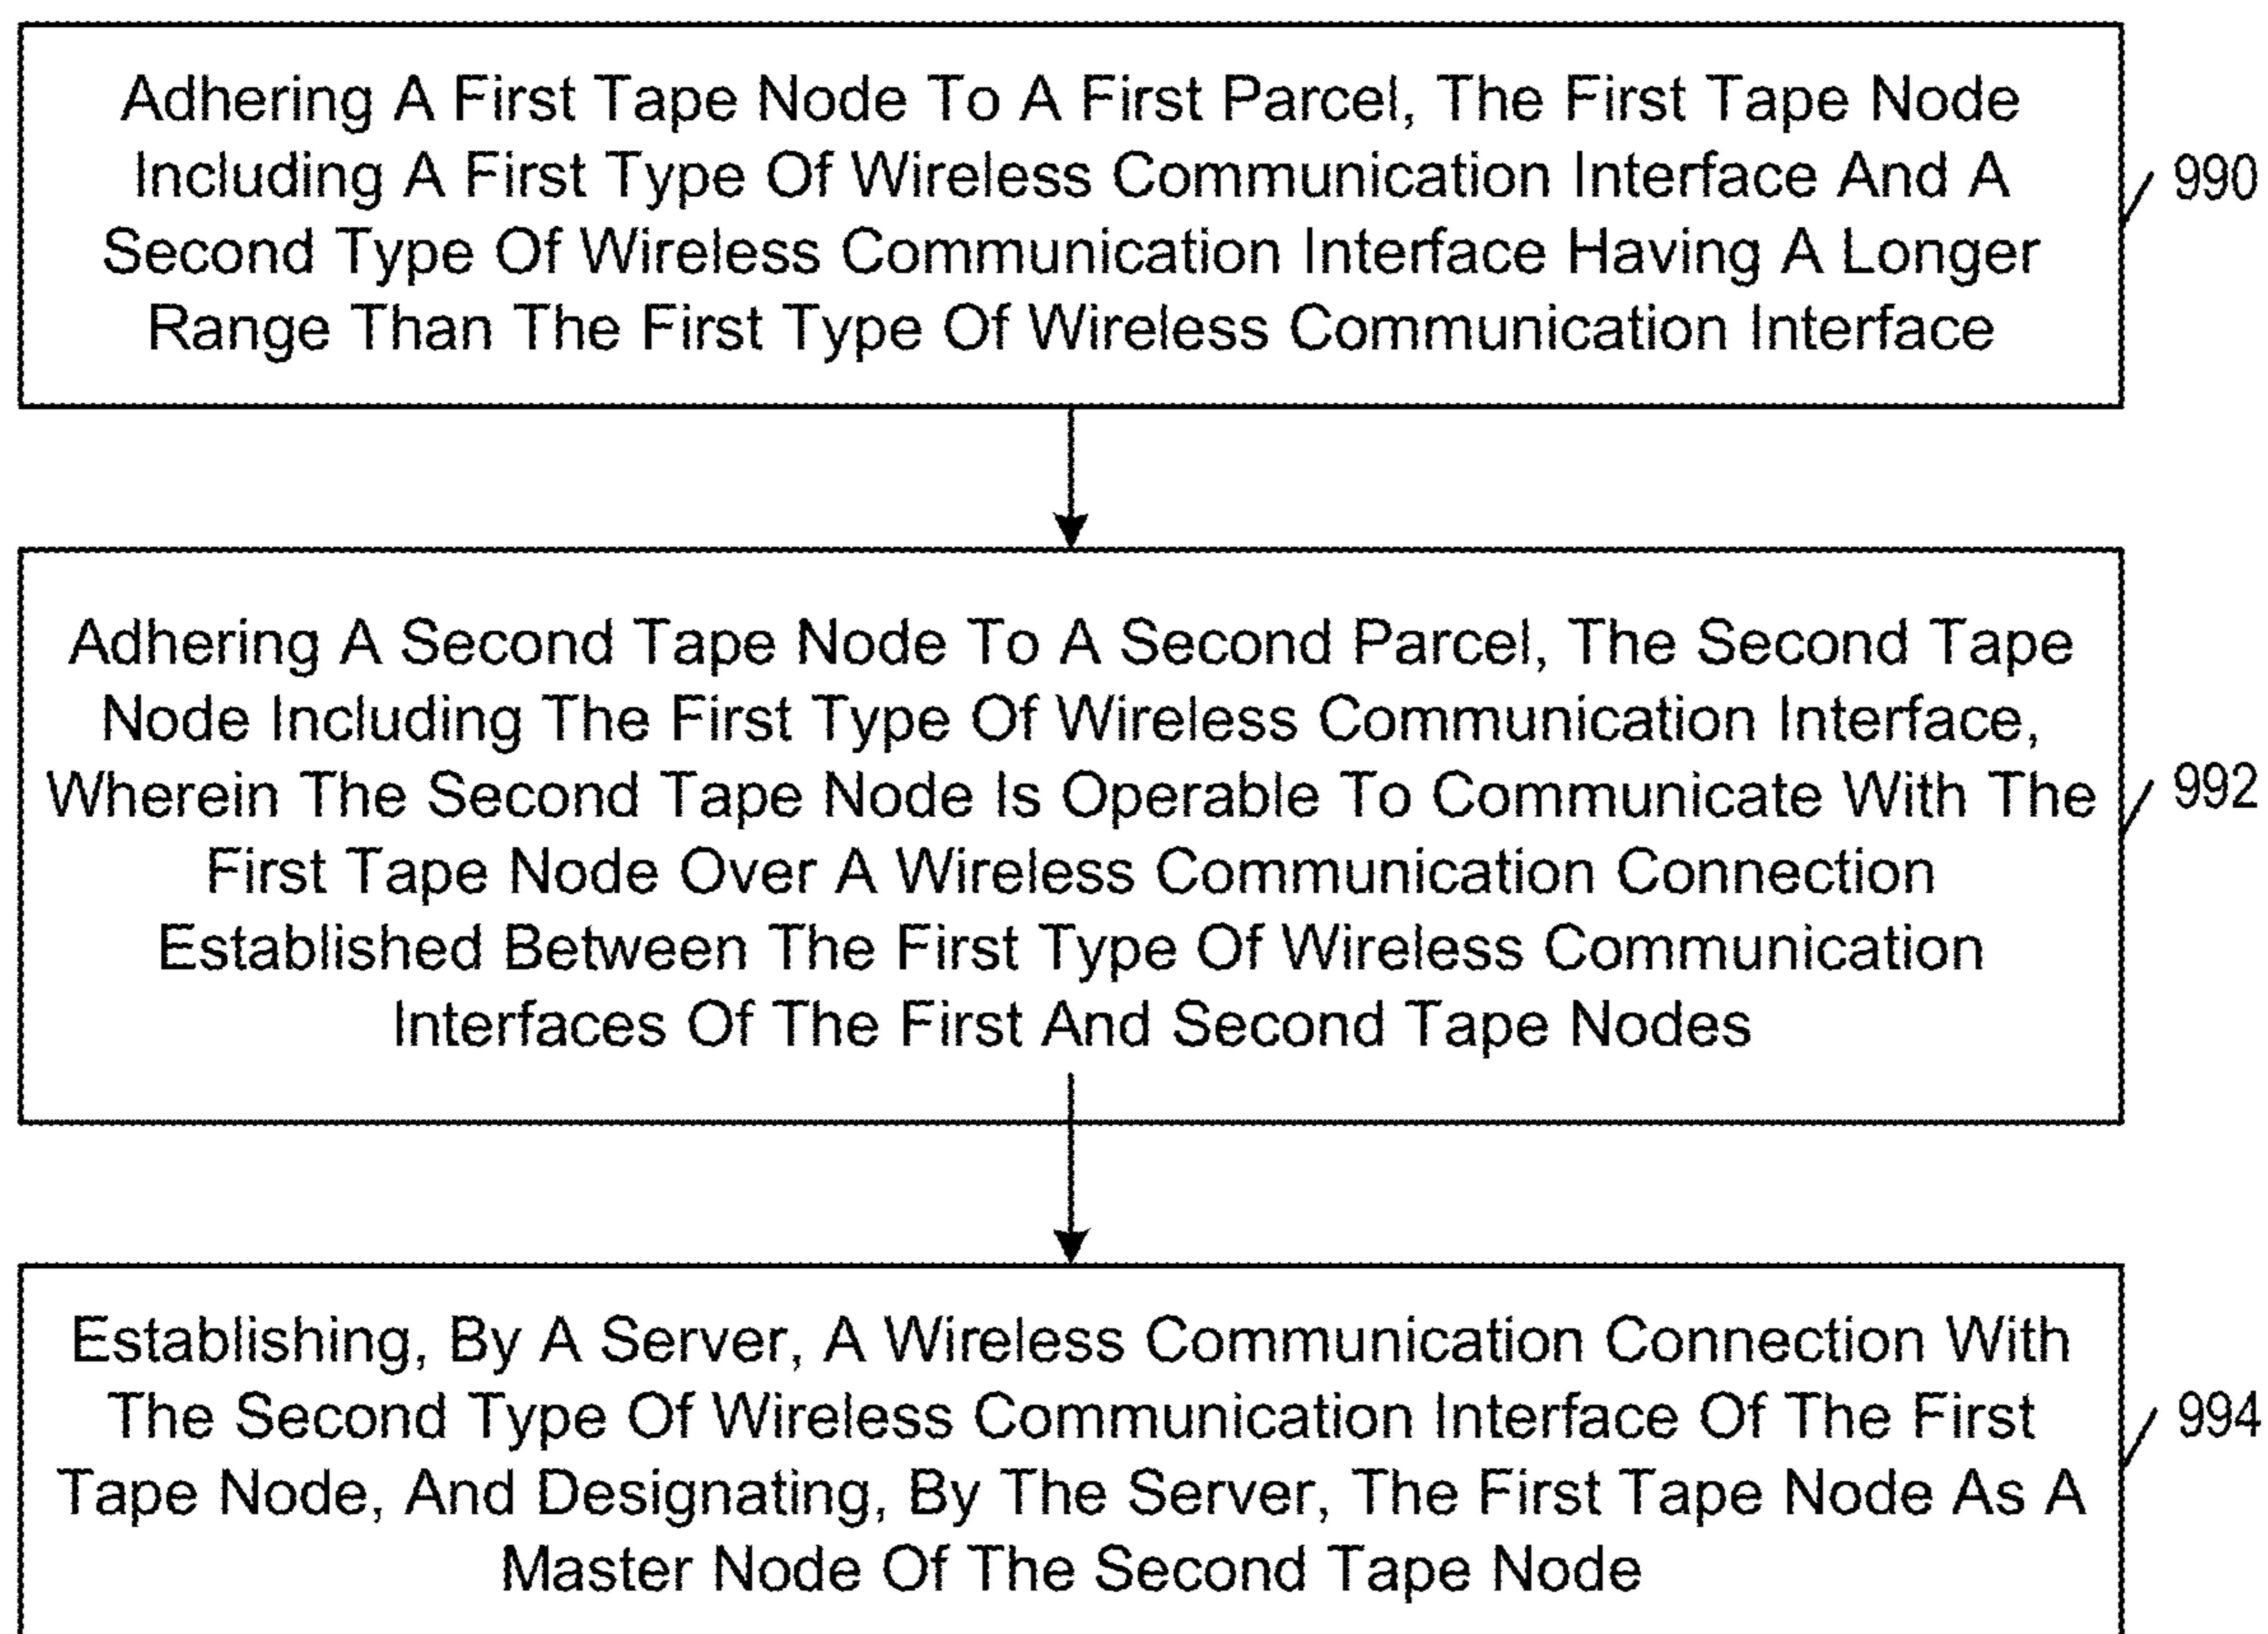 Adhering A First Tape Node To A First Parcel, The First Tape Node
Including A First Type Of Wireless Communication Interface And A
Second Type Of Wireless Communication Interface Having A Longer
Range Than The First Type Of Wireless Communication Interface
990
Adhering A Second Tape Node To A Second Parcel, The Second Tape
Node Including The First Type Of Wireless Communication Interface,
Wherein The Second Tape Node Is Operable To Communicate With The
First Tape Node Over A Wireless Communication Connection
Established Between The First Type Of Wireless Communication
Interfaces Of The First And Second Tape Nodes
992
Establishing, By A Server, A Wireless Communication Connection With
The Second Type Of Wireless Communication Interface Of The First
Tape Node, And Designating, By The Server, The First Tape Node As A
Master Node Of The Second Tape Node
994